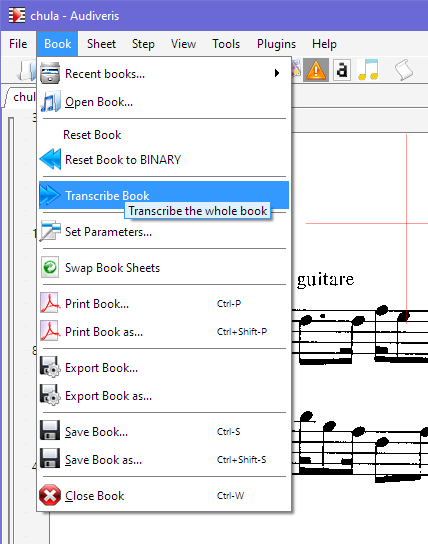 chula - Audiveris
File Book Sheet Step View Tools Plugins Help
a
chul
Recent books...
Open Book...
Reset Book
Reset Book to BINARY
Transcribe Book
Transcribe the whole book
Set Parameters...
Swap Book Sheets
guitare
Print Book... Ctrl-P
Print Book as... Ctrl+Shift-P
Export Book...
Export Book as...
Save Book... Ctrl-S
Save Book as... Ctrl+Shift-S
Close Book Ctrl-W